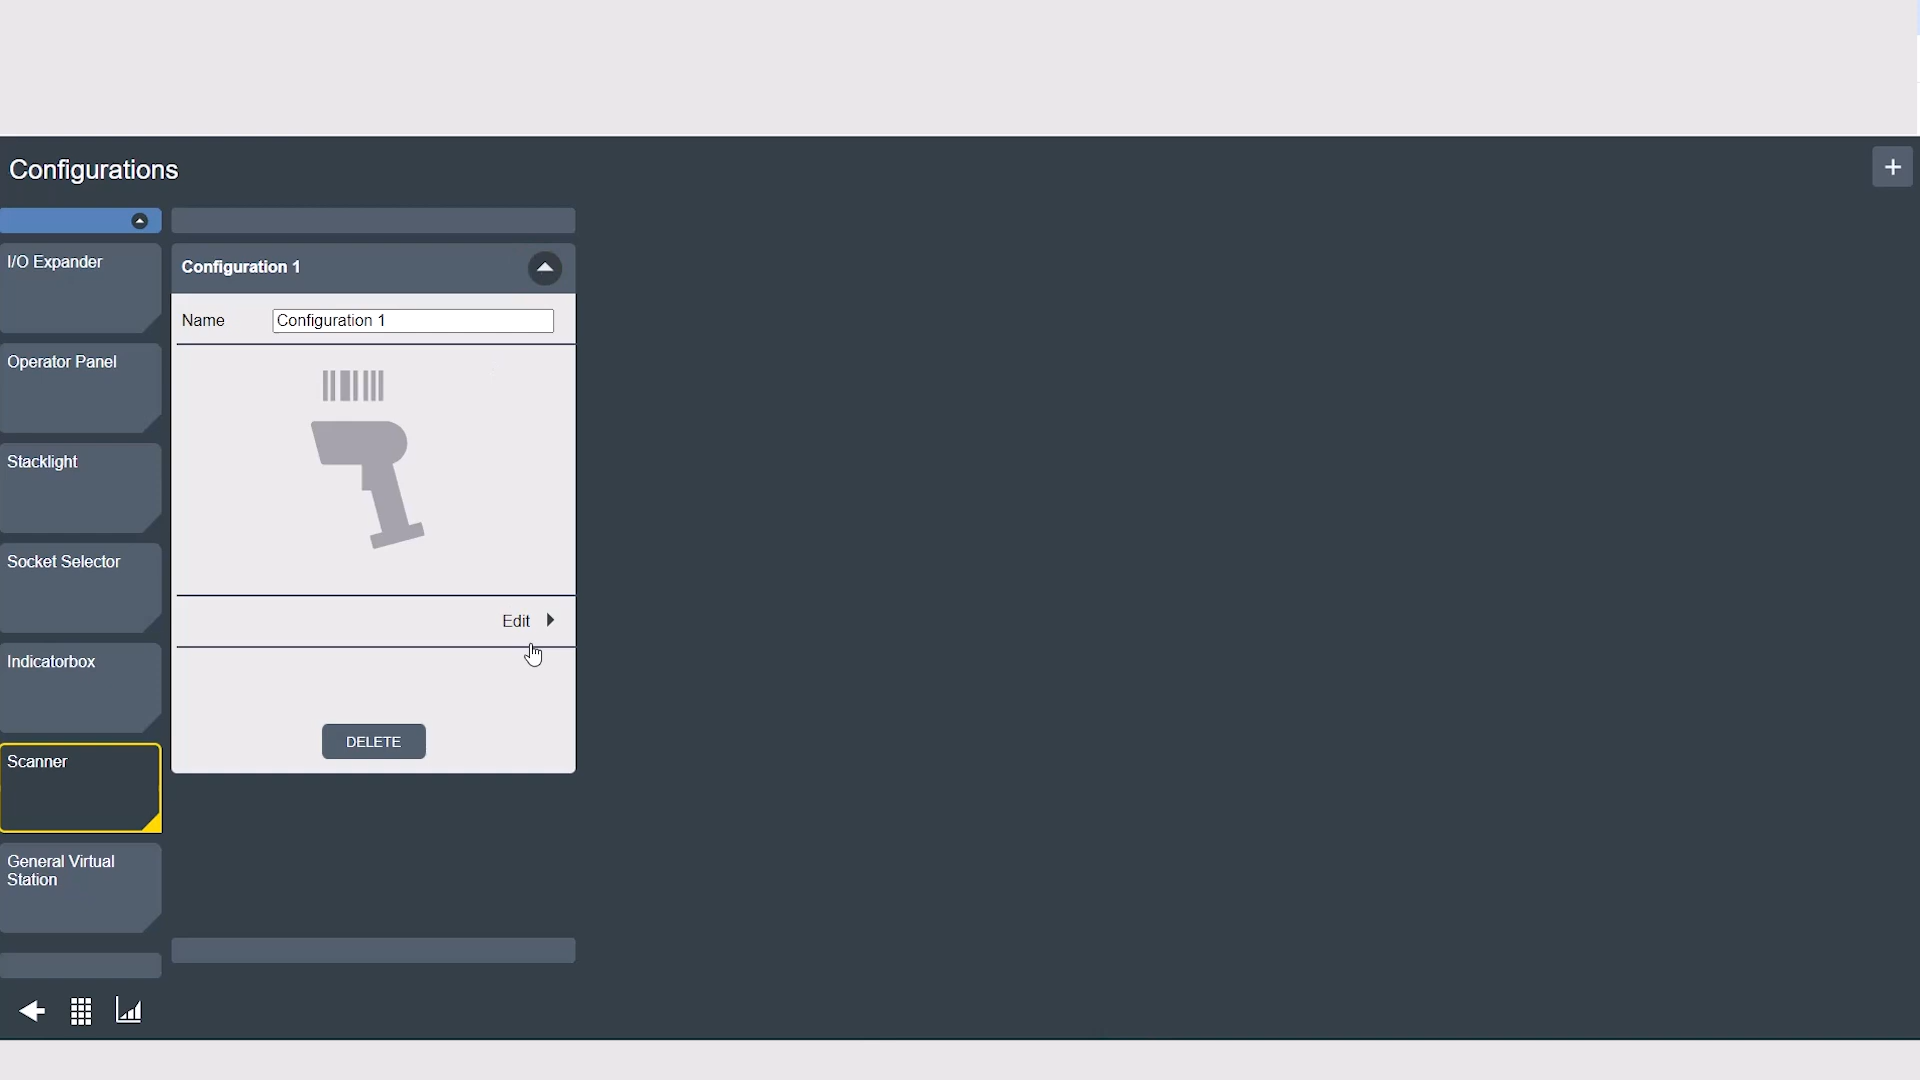 Configurations
+
I/O Expander
Operator Panel
Stacklight
Socket Selector
Indicatorbox
Scanner
General Virtual
Station
Configuration 1
Name
Configuration 1
Edit
DELETE